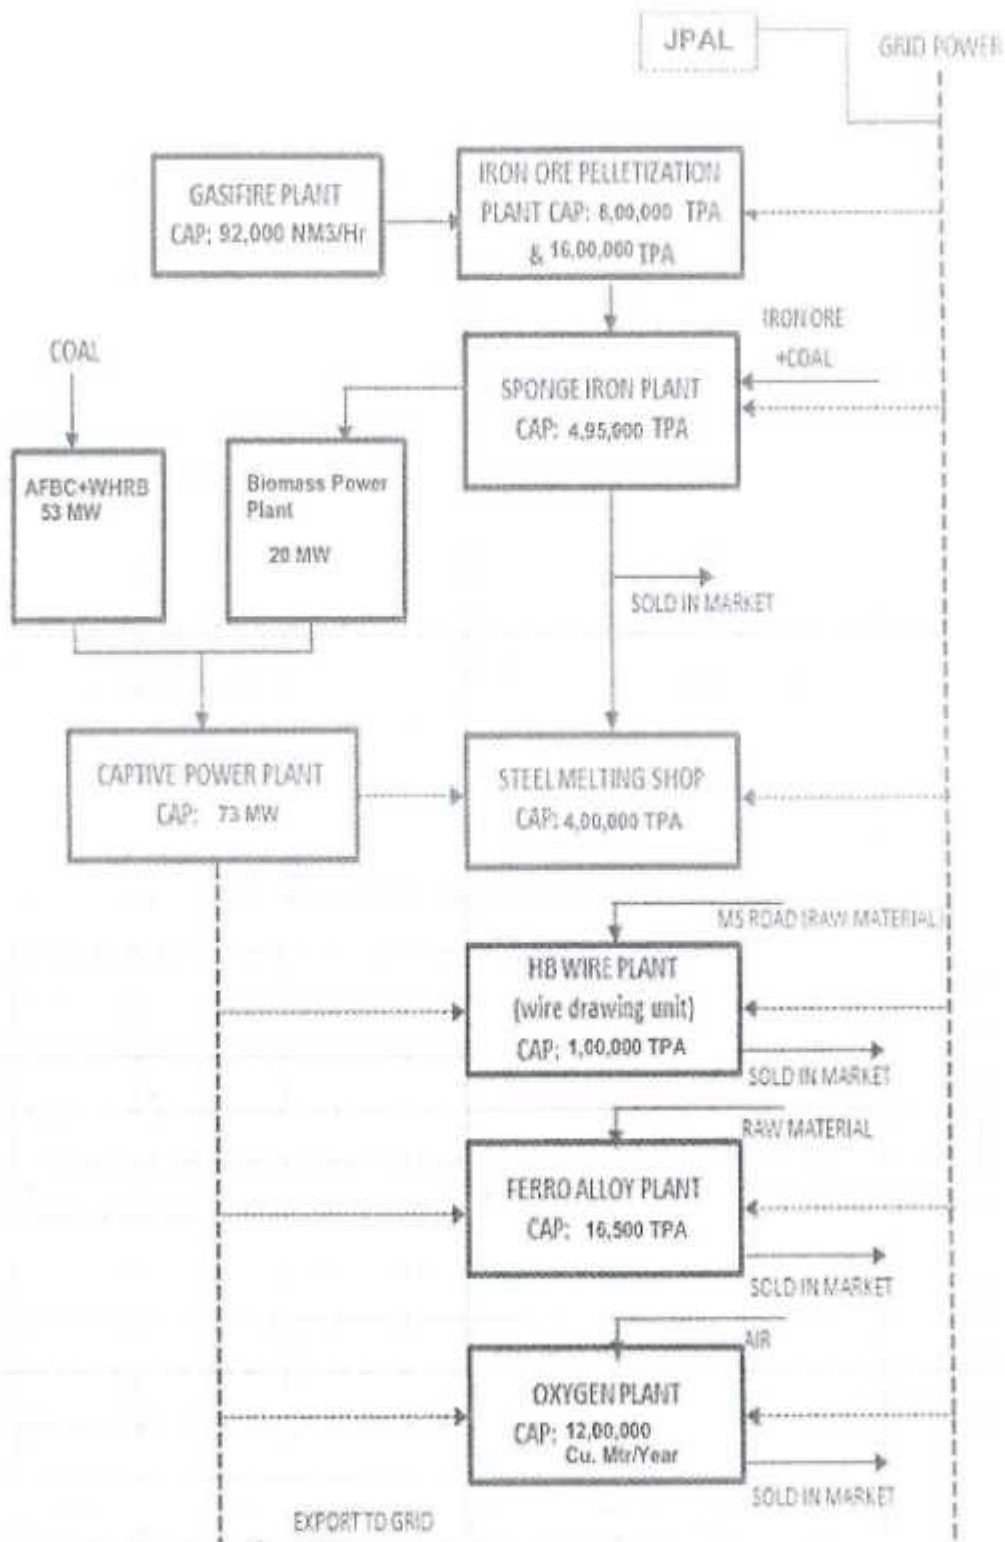 JPAL
GRID POWER
GASIFIRE PLANT
CAP: 92,000 NM3/Hr
IRON ORE PELLETIZATION
PLANT CAP: 8,00,000 TPA
& 16,00,000 TPA
IRON ORE
+COAL
COAL
SPONGE IRON PLANT
CAP: 4,95,000 TPA
AFBC+WHRB
53 MW
Biomass Power
Plant
20 MW
SOLD IN MARKET
CAPTIVE POWER PLANT
CAP: 73 MW
STEEL MELTING SHOP
CAP: 4,00,000 TPA
MS ROAD (RAW MATERIAL)
HB WIRE PLANT
(wire drawing unit)
CAP: 1,00,000 TPA
SOLD IN MARKET
RAW MATERIAL
FERRO ALLOY PLANT
CAP: 16,500 TPA
SOLD IN MARKET
AIR
OXYGEN PLANT
CAP: 12,00,000
Cu. Mtr/Year
SOLD IN MARKET
EXPORT TO GRID